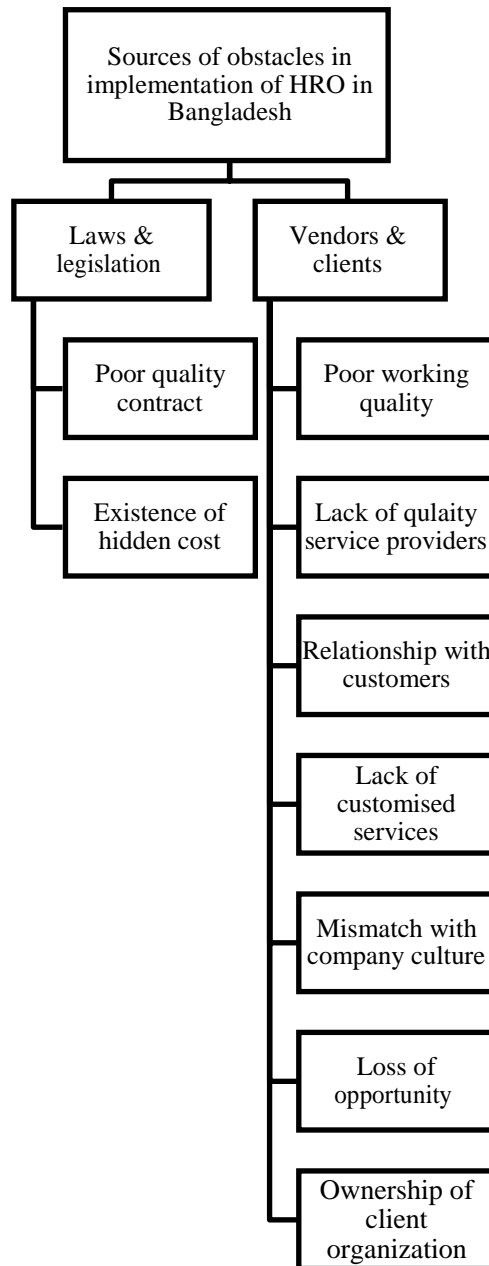 Sources of obstacles in
implementation of HRO in
Bangladesh
Laws &
legislation
Vendors &
clients
Poor quality
contract
Existence of
hidden cost
Poor working
quality
Lack of qulaity
service providers
Relationship with
customers
Lack of
customised
services
Mismatch with
company culture
Loss of
opportunity
Ownership of
client
organization